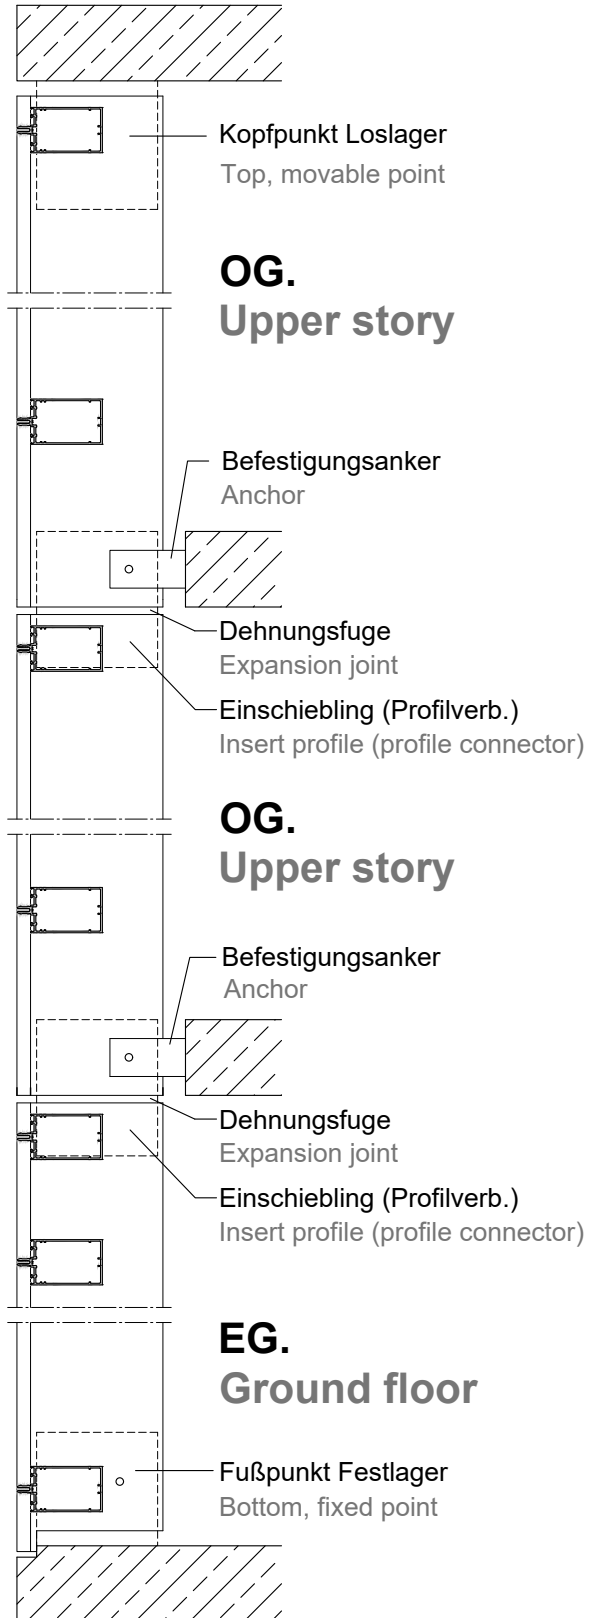 Kopfpunkt Loslager
Top, movable point
OG.
Upper story
Befestigungsanker
Anchor
Dehnungsfuge
Expansion joint
Einschiebling (Profilverb.)
Insert profile (profile connector)
OG.
Upper story
Befestigungsanker
Anchor
Dehnungsfuge
Expansion joint
Einschiebling (Profilverb.)
Insert profile (profile connector)
EG.
Ground floor
Fußpunkt Festlager
Bottom, fixed point